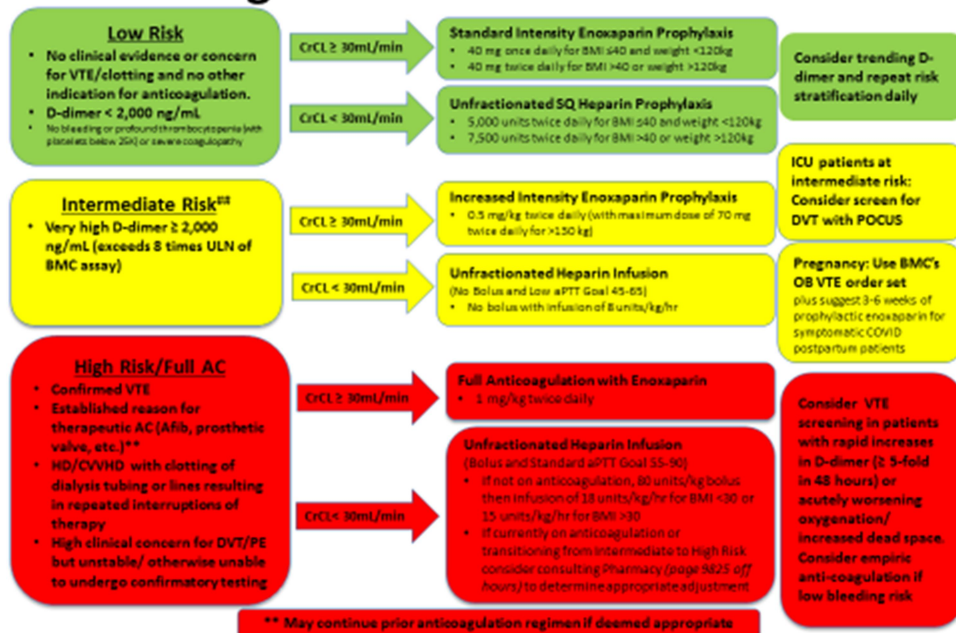 Low Risk
• No clinical evidence or concern
for VTE/clotting and no other
indication for anticoagulation.
• D-dimer < 2,000 ng/mL
• No bleeding or profound thrombocytopenia (with
platelets below 25K) or severe coagulopathy
CrCL ≥ 30mL/min
Standard Intensity Enoxaparin Prophylaxis
• 40 mg once daily for BMI ≤40 and weight <120kg
• 40 mg twice daily for BMI >40 or weight >120kg
CrCL < 30mL/min
Unfractionated SQ Heparin Prophylaxis
• 5,000 units twice daily for BMI ≤40 and weight <120kg
• 7,500 units twice daily for BMI >40 or weight >120kg
Consider trending D-
dimer and repeat risk
stratification daily
Intermediate Risk##
• Very high D-dimer ≥ 2,000
ng/mL (exceeds 8 times ULN of
BMC assay)
CrCL ≥ 30mL/min
Increased Intensity Enoxaparin Prophylaxis
• 0.5 mg/kg twice daily (with maximum dose of 70 mg
twice daily for >150 kg)
CrCL < 30mL/min
Unfractionated Heparin Infusion
(No Bolus and Low aPTT Goal 45-65)
• No bolus with infusion of 8 units/kg/hr
ICU patients at
intermediate risk:
Consider screen for
DVT with POCUS
Pregnancy: Use BMC's
OB VTE order set
plus suggest 3-6 weeks of
prophylactic enoxaparin for
symptomatic COVID
postpartum patients
High Risk/Full AC
• Confirmed VTE
• Established reason for
therapeutic AC (Afib, prosthetic
valve, etc.)**
• HD/CVVHD with clotting of
dialysis tubing or lines resulting
in repeated interruptions of
therapy
• High clinical concern for DVT/PE
but unstable/ otherwise unable
to undergo confirmatory testing
CrCL ≥ 30mL/min
Full Anticoagulation with Enoxaparin
• 1 mg/kg twice daily
CrCL< 30mL/min
Unfractionated Heparin Infusion
(Bolus and Standard aPTT Goal 55-90)
• If not on anticoagulation, 80 units/kg bolus
then infusion of 18 units/kg/hr for BMI <30 or
15 units/kg/hr for BMI >30
• If currently on anticoagulation or
transitioning from Intermediate to High Risk
consider consulting Pharmacy (page 9825 off
hours) to determine appropriate adjustment
Consider VTE
screening in patients
with rapid increases
in D-dimer (≥ 5-fold
in 48 hours) or
acutely worsening
oxygenation/
increased dead space.
Consider empiric
anti-coagulation if
low bleeding risk
** May continue prior anticoagulation regimen if deemed appropriate